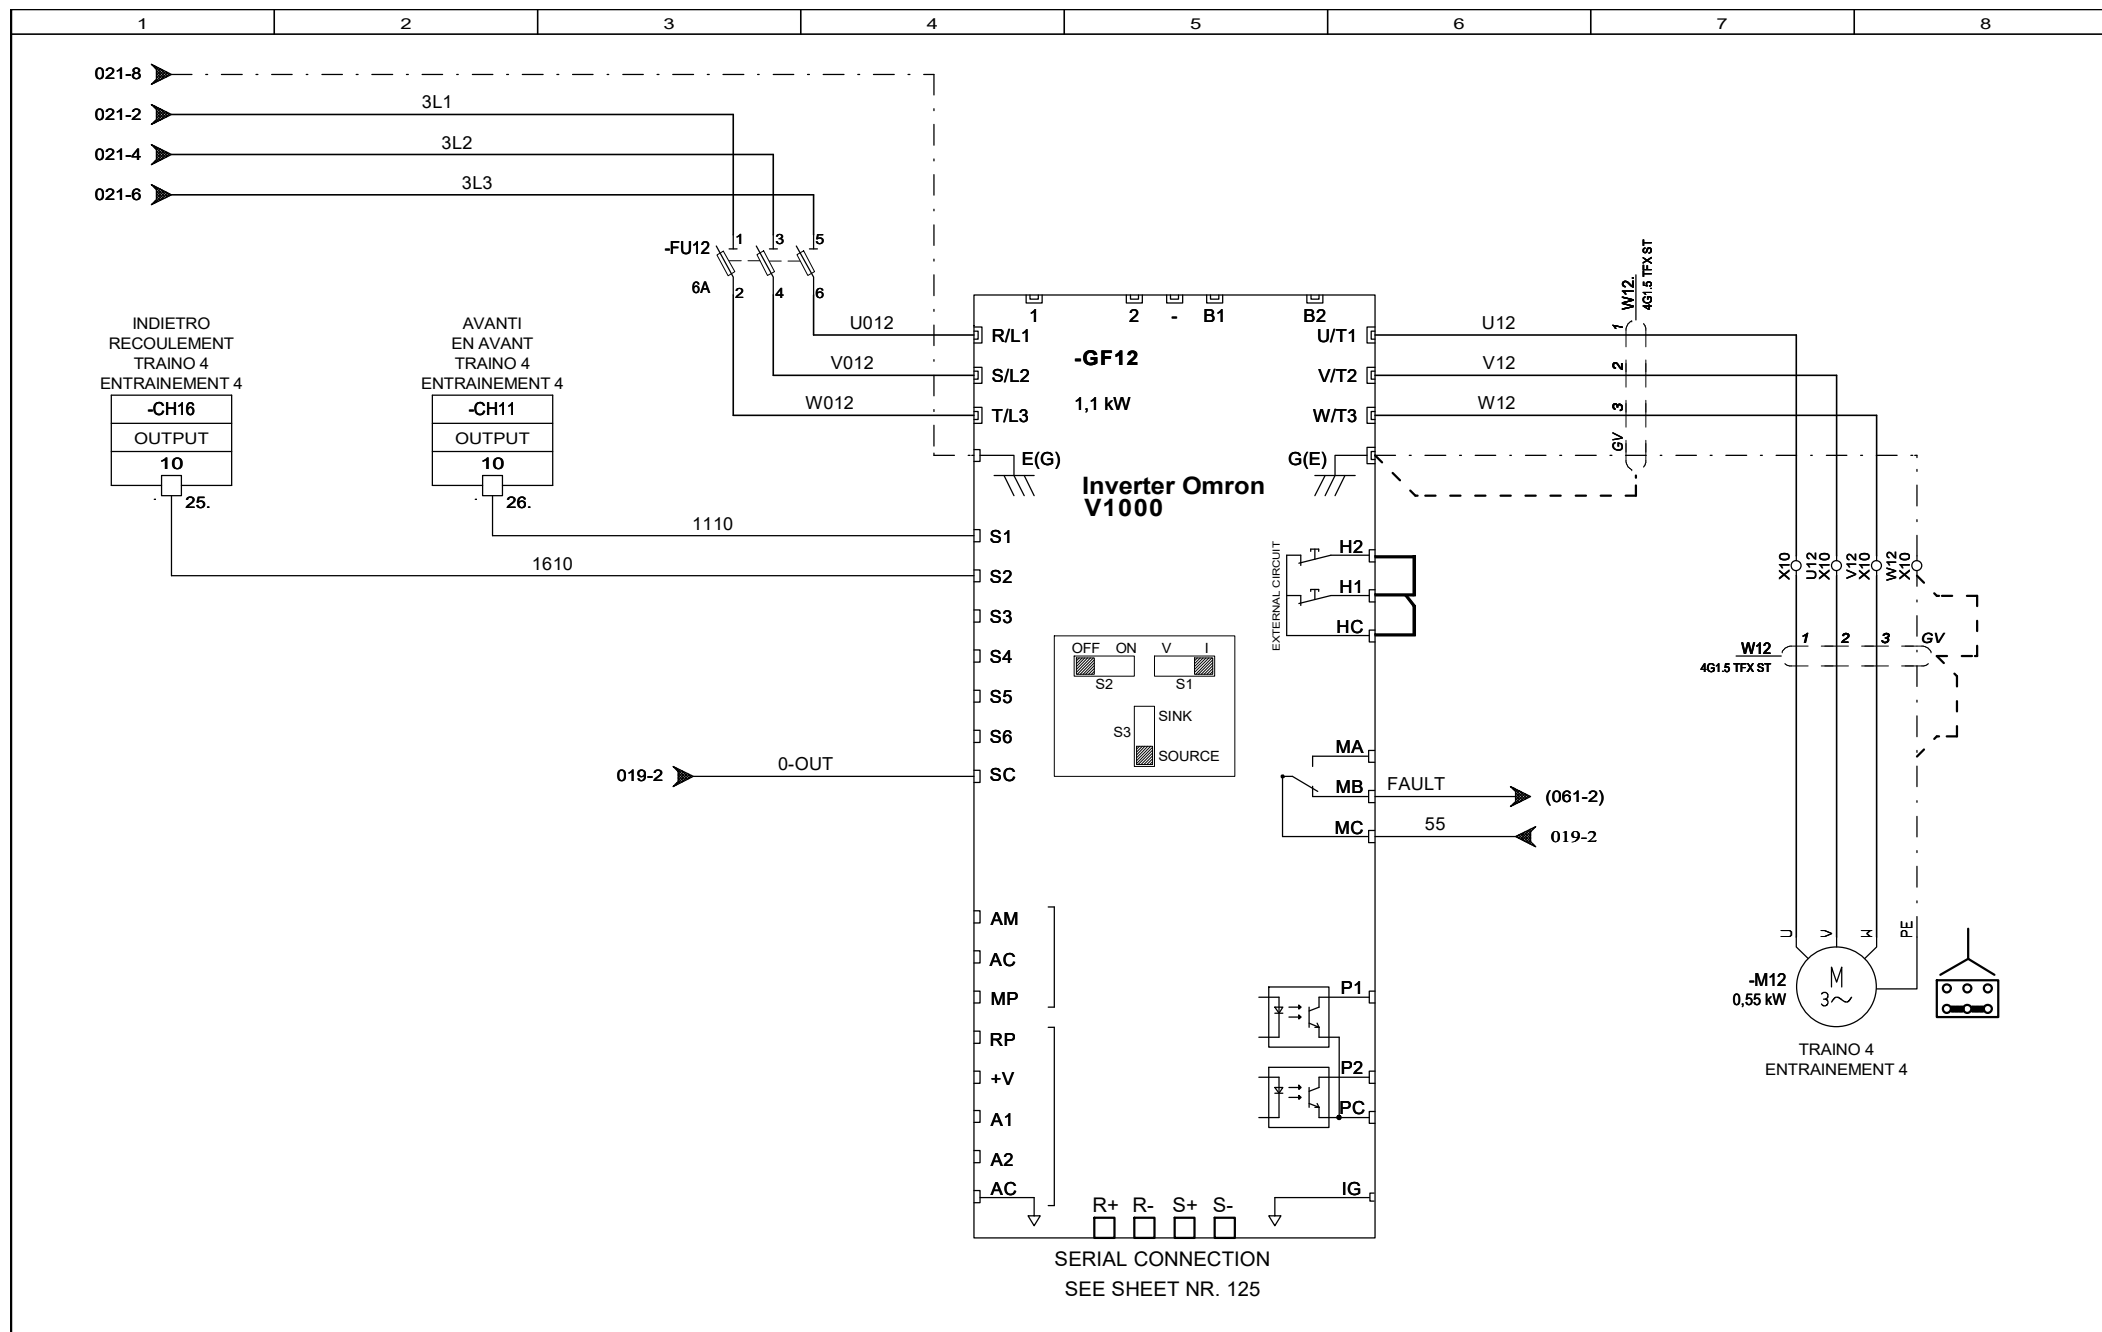 1 2 3 4 5 6 7 8
021-8
021-2 3L1
021-4 3L2
021-6 3L3
-FU12
6A
1 3 5
2 4 6
INDIETRO
RECOULEMENT
TRAINO 4
ENTRAINEMENT 4
-CH16
OUTPUT
10
25.
AVANTI
EN AVANT
TRAINO 4
ENTRAINEMENT 4
-CH11
OUTPUT
10
26.
U012
V012
W012
1110
1610
019-2 0-OUT
1 2 - B1 B2
R/L1
S/L2
T/L3
E(G)
S1
S2
S3
S4
S5
S6
SC
AM
AC
MP
RP
+V
A1
A2
AC
-GF12
1,1 kW
Inverter Omron
V1000
OFF ON V I
S2 S1
SINK
S3
SOURCE
EXTERNAL CIRCUIT
U/T1
V/T2
W/T3
G(E)
H2
H1
HC
MA
MB
MC
P1
P2
PC
IG
R+ R- S+ S-
SERIAL CONNECTION
SEE SHEET NR. 125
U12
V12
W12
W12.
4G1.5 TFX ST
1
2
3
GV
FAULT (061-2)
55 019-2
X10
U12
X10
V12
X10
W12
X10
W12
4G1.5 TFX ST
1 2 3 GV
U V W PE
-M12
0,55 kW
M
3~
TRAINO 4
ENTRAINEMENT 4